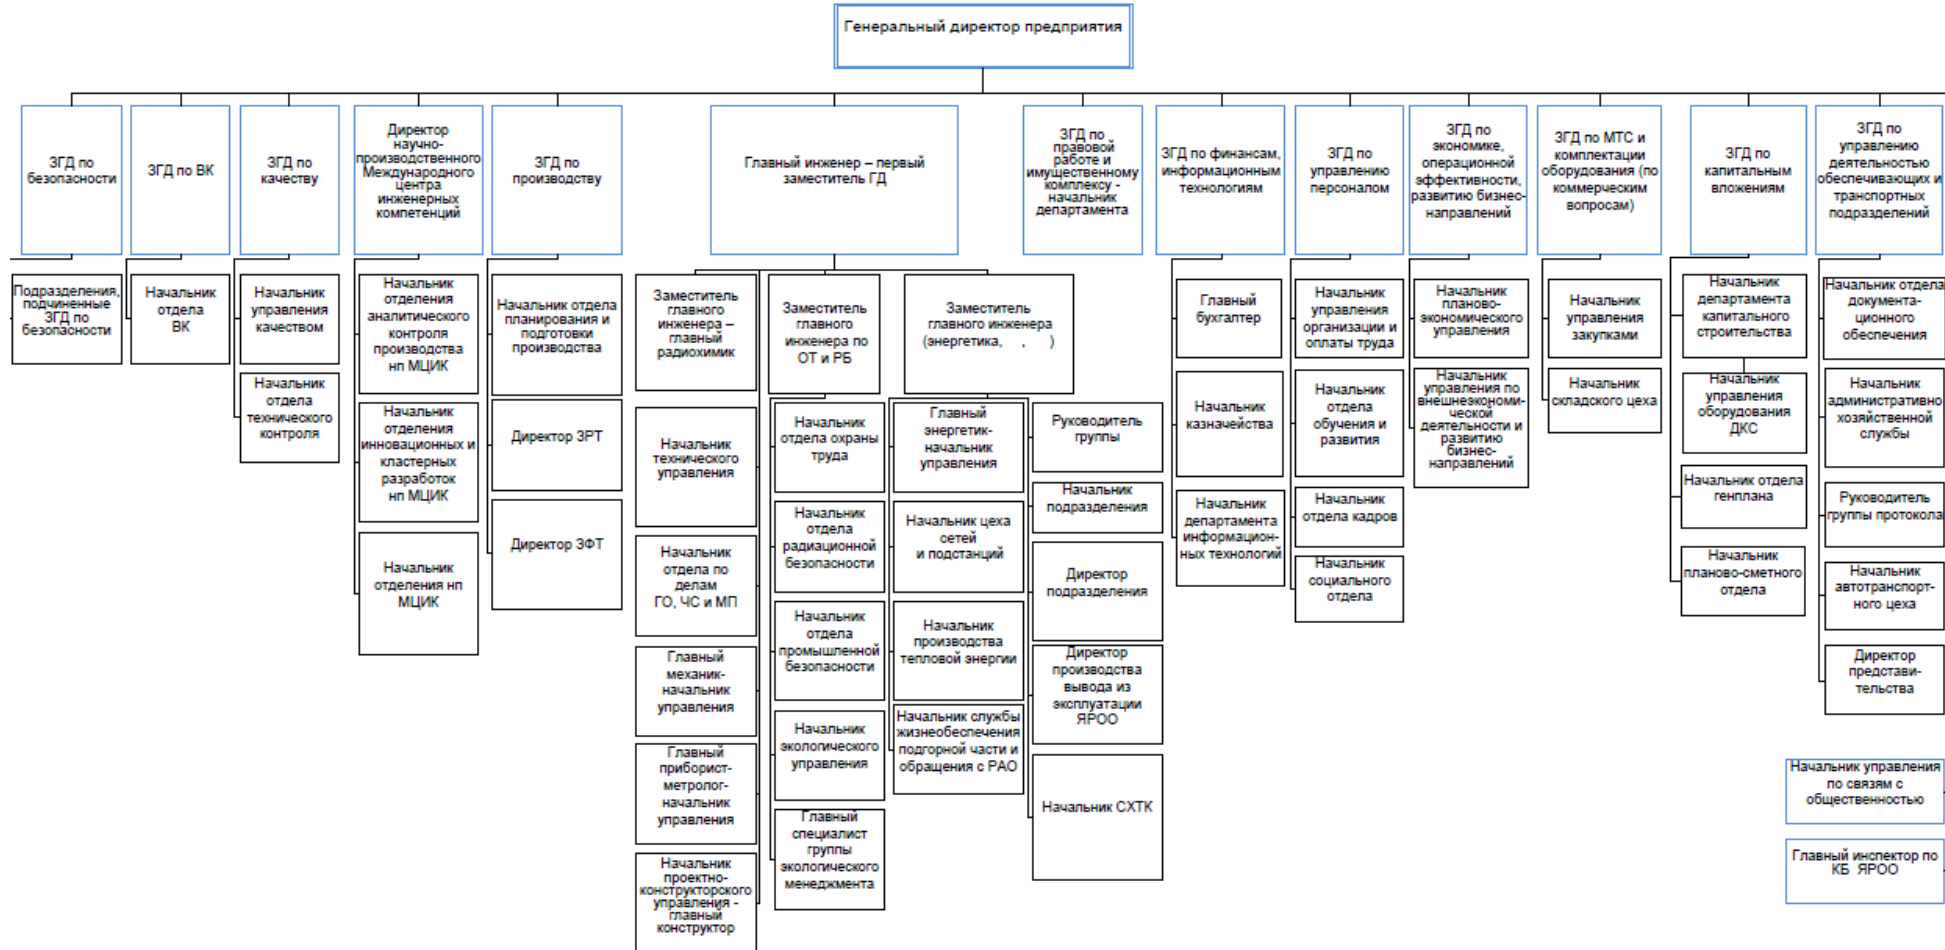 Генеральный директор предприятия
ЗГД по
безопасности
ЗГД по ВК
ЗГД по
качеству
Директор
научно-
производственного
Международного
центра
инженерных
компетенций
ЗГД по
производству
Главный инженер – первый
заместитель ГД
ЗГД по
правовой
работе и
имущественному
комплексу -
начальник
департамента
ЗГД по финансам,
информационным
технологиям
ЗГД по
управлению
персоналом
ЗГД по
экономике,
операционной
эффективности,
развитию бизнес-
направлений
ЗГД по МТС и
комплектации
оборудования (по
коммерческим
вопросам)
ЗГД по
капитальным
вложениям
ЗГД по
управлению
деятельностью
обеспечивающих и
транспортных
подразделений
Подразделения,
подчиненные
ЗГД по
безопасности
Начальник
отдела
ВК
Начальник
управления
качеством
Начальник
отдела
технического
контроля
Начальник
отделения
аналитического
контроля
производства
нп МЦИК
Начальник
отделения
инновационных и
кластерных
разработок
нп МЦИК
Начальник
отделения нп
МЦИК
Начальник отдела
планирования и
подготовки
производства
Директор ЗРТ
Директор ЗФТ
Заместитель
главного
инженера –
главный
радиохимик
Начальник
технического
управления
Начальник
отдела по
делам
ГО, ЧС и МП
Главный
механик-
начальник
управления
Главный
приборист-
метролог-
начальник
управления
Начальник
проектно-
конструкторского
управления -
главный
конструктор
Заместитель
главного
инженера по
ОТ и РБ
Начальник
отдела охраны
труда
Начальник
отдела
радиационной
безопасности
Начальник
отдела
промышленной
безопасности
Начальник
экологического
управления
Главный
специалист
группы
экологического
менеджмента
Заместитель
главного инженера
(энергетика, , )
Главный
энергетик-
начальник
управления
Начальник цеха
сетей
и подстанций
Начальник
производства
тепловой энергии
Начальник службы
жизнеобеспечения
подгорной части и
обращения с РАО
Руководитель
группы
Начальник
подразделения
Директор
подразделения
Директор
производства
вывода из
эксплуатации
ЯРОО
Начальник СХТК
Главный
бухгалтер
Начальник
казначейства
Начальник
департамента
информацион-
ных технологий
Начальник
управления
организации и
оплаты труда
Начальник
отдела
обучения и
развития
Начальник
отдела кадров
Начальник
социального
отдела
Начальник
планово-
экономического
управления
Начальник
управления по
внешнеэкономи-
ческой
деятельности и
развитию
бизнес-
направлений
Начальник
управления
закупками
Начальник
складского цеха
Начальник
департамента
капитального
строительства
Начальник
управления
оборудования
ДКС
Начальник отдела
генплана
Начальник
планово-сметного
отдела
Начальник отдела
документа-
ционного
обеспечения
Начальник
административно
хозяйственной
службы
Руководитель
группы протокола
Начальник
автотранспорт-
ного цеха
Директор
представи-
тельства
Начальник управления
по связям с
общественностью
Главный инспектор по
КБ ЯРОО